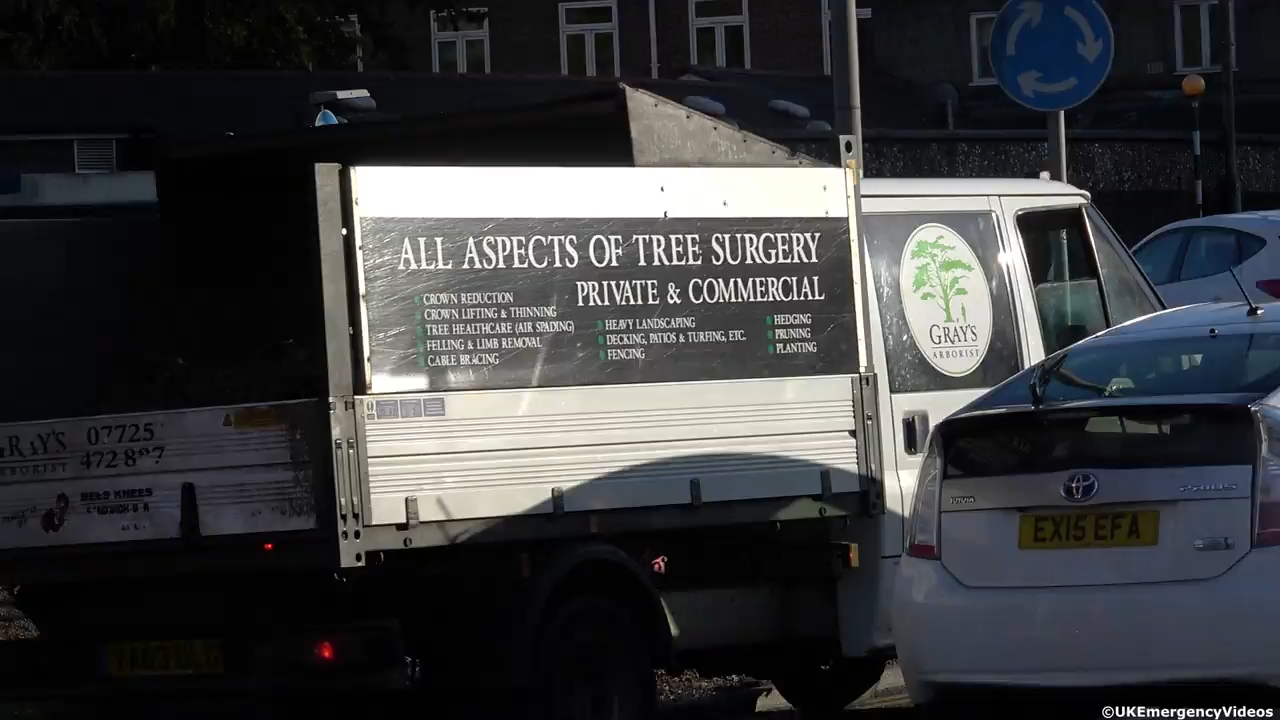 ALL ASPECTS OF TREE SURGERY
PRIVATE & COMMERCIAL
CROWN REDUCTION
CROWN LIFTING & THINNING
TREE HEALTHCARE (AIR SPADING)
FELLING & LIMB REMOVAL
CABLE BRACING
HEAVY LANDSCAPING
DECKING, PATIOS & TURFING, ETC.
FENCING
HEDGING
PRUNING
PLANTING
GRAY'S
ARBORIST
GRAY'S 07725
ARBORIST
TOYOTA
PRIUS
EX15 EFA
©UKEmergencyVideos